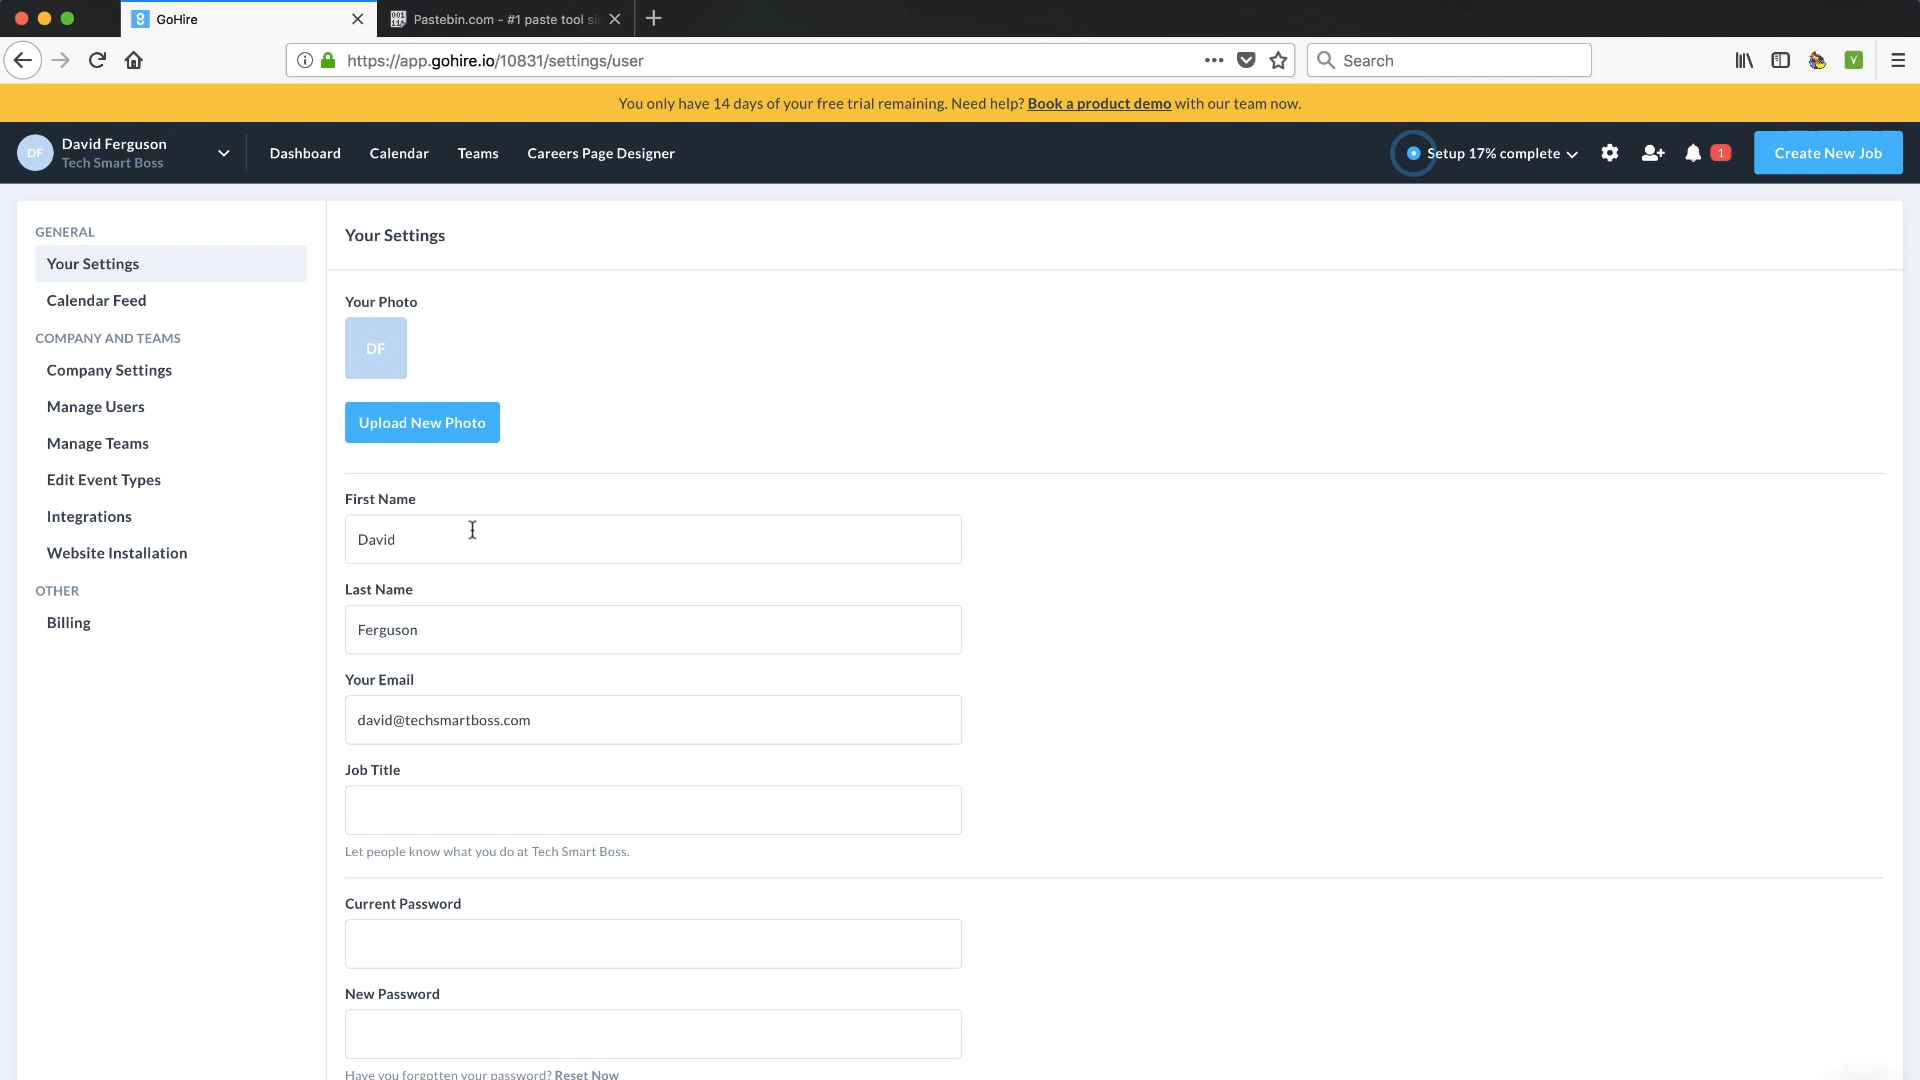 GoHire
Pastebin.com - #1 paste tool si
https://app.gohire.io/10831/settings/user
Search
You only have 14 days of your free trial remaining. Need help? Book a product demo with our team now.
DF
David Ferguson
Tech Smart Boss
Dashboard
Calendar
Teams
Careers Page Designer
Setup 17% complete
1
Create New Job
GENERAL
Your Settings
Calendar Feed
COMPANY AND TEAMS
Company Settings
Manage Users
Manage Teams
Edit Event Types
Integrations
Website Installation
OTHER
Billing
Your Settings
Your Photo
DF
Upload New Photo
First Name
David
Last Name
Ferguson
Your Email
david@techsmartboss.com
Job Title
Let people know what you do at Tech Smart Boss.
Current Password
New Password
Have you forgotten your password? Reset Now